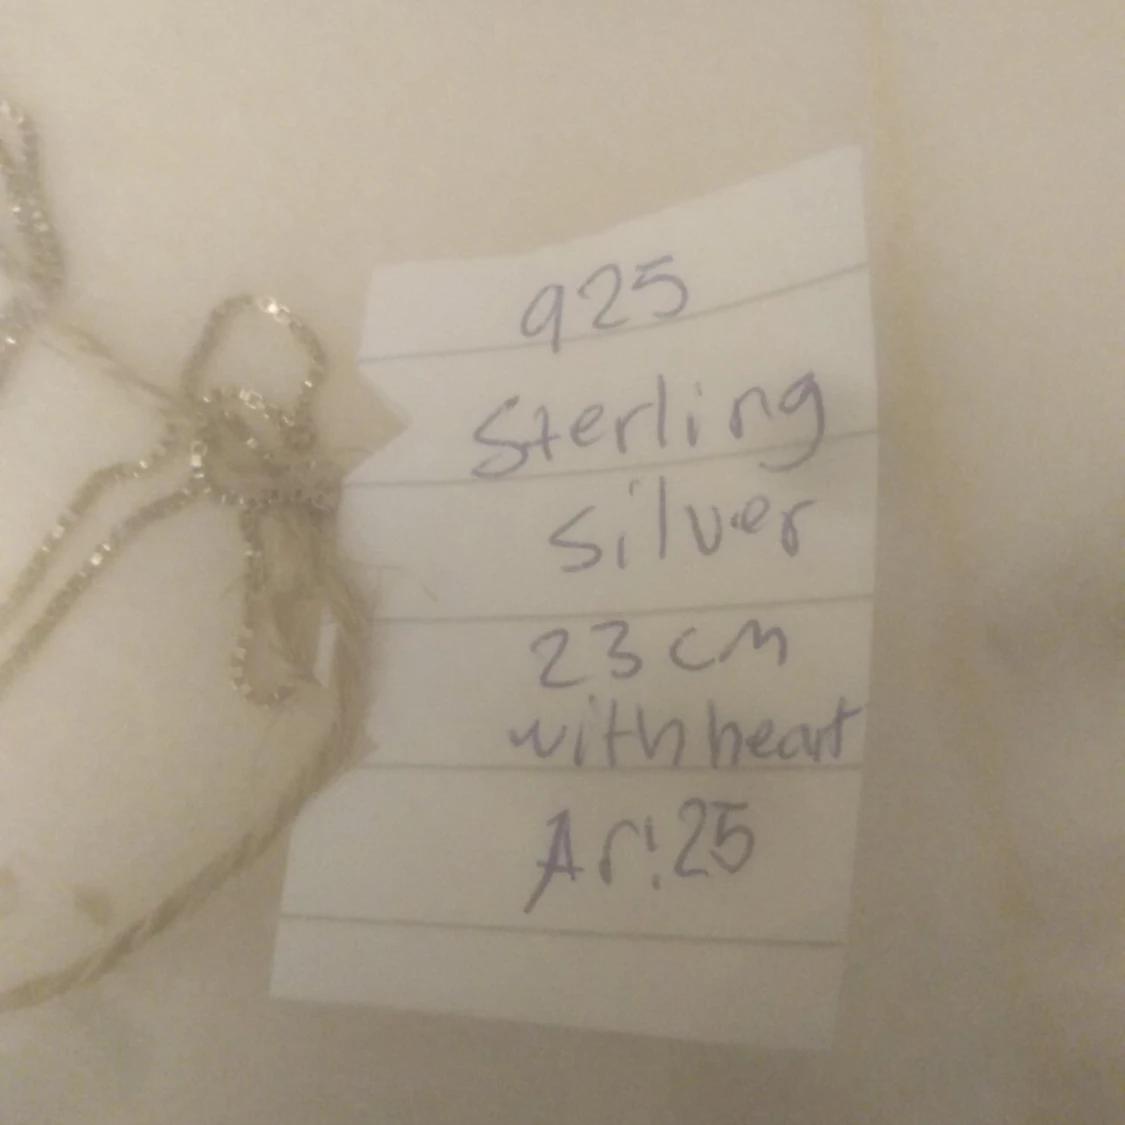 925
Sterling
silver
23cm
with heart
Ar:25